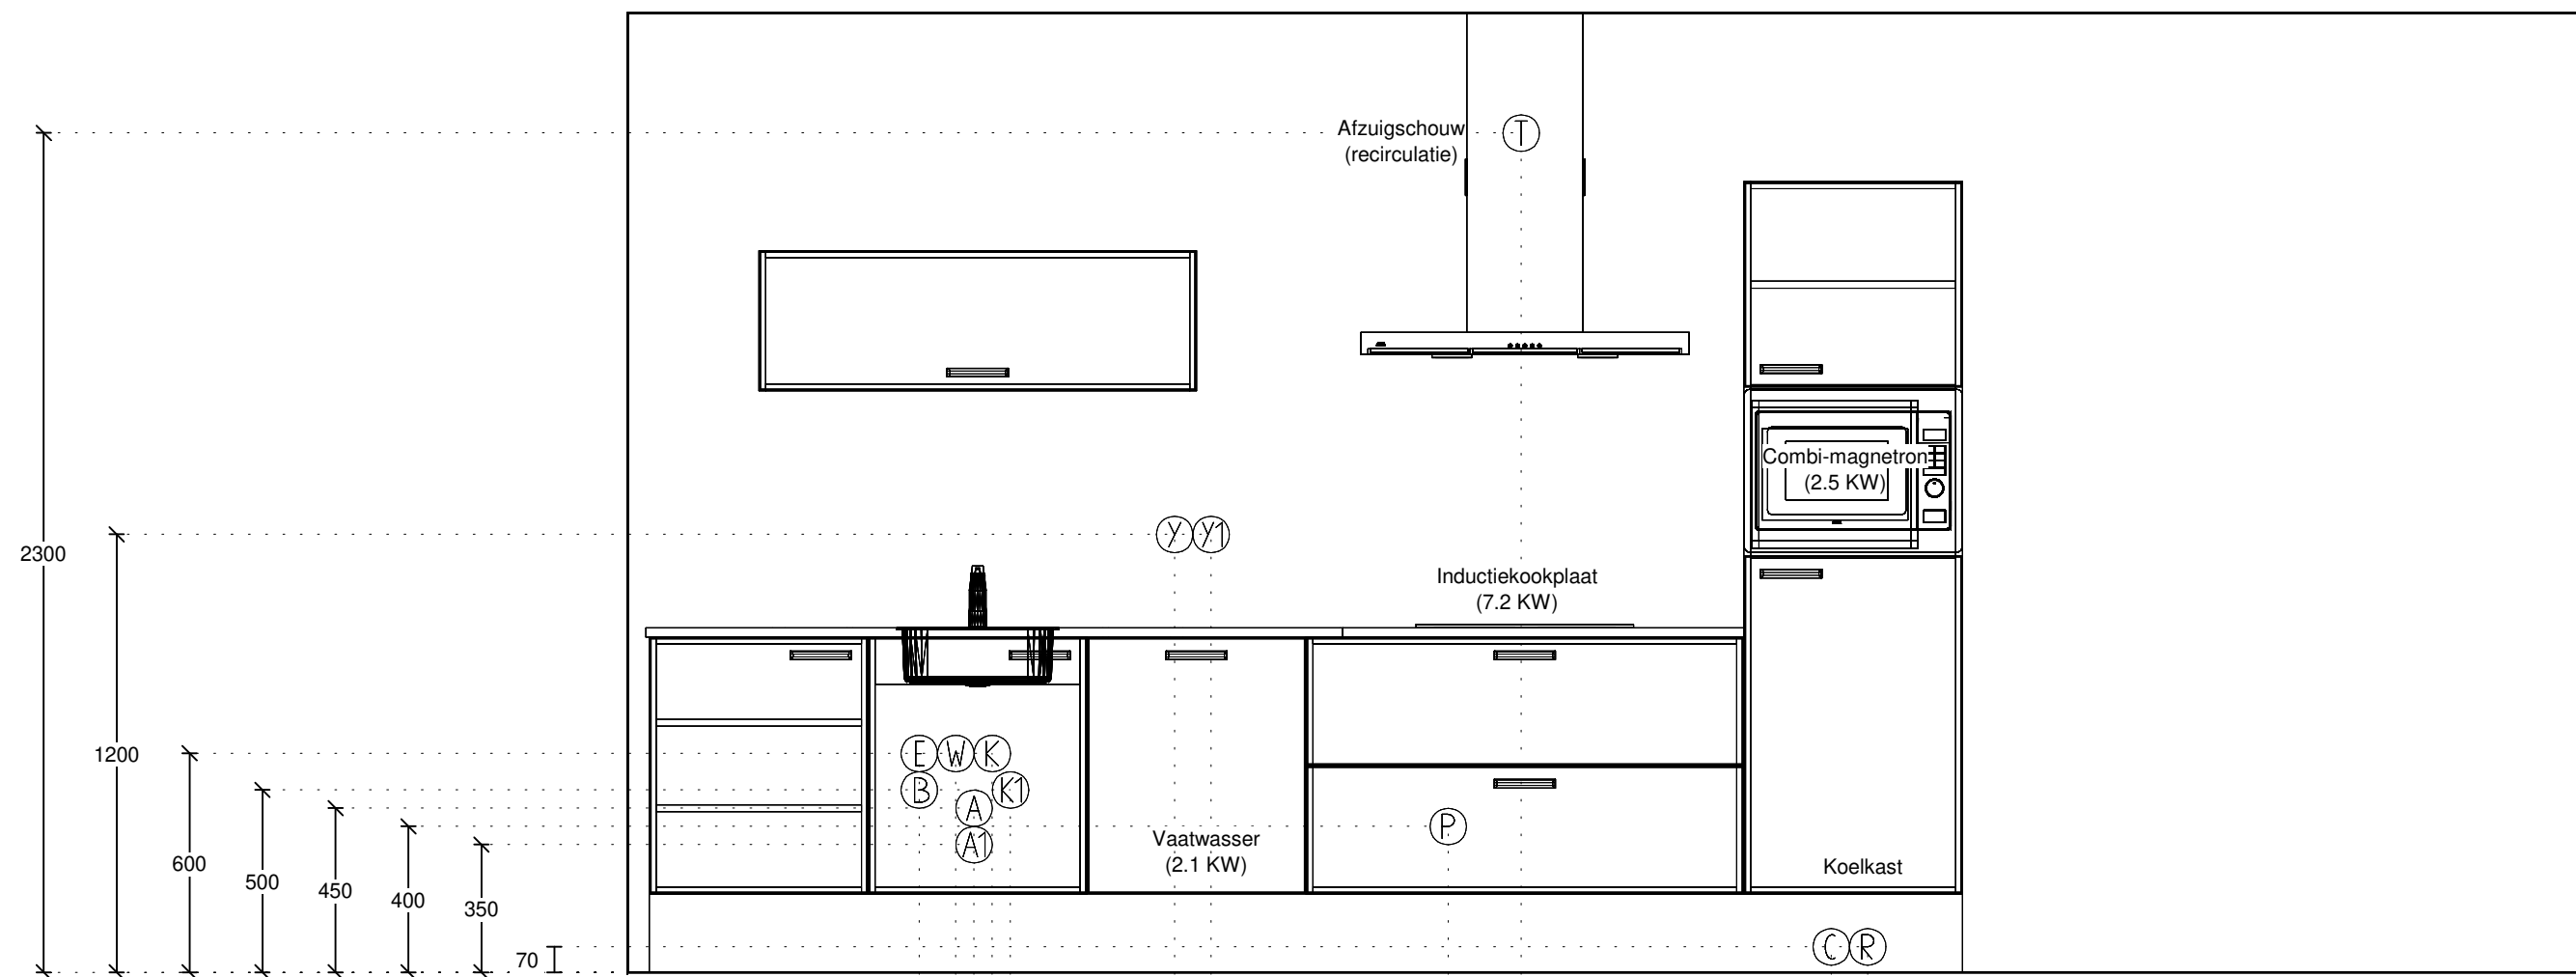 Afzuigschouw
(recirculatie)
T
2300
Y Y1
Combi-magnetron
(2.5 KW)
Inductiekookplaat
(7.2 KW)
1200
E W K
B K1
A
A1
P
Vaatwasser
(2.1 KW)
Koelkast
600
500
450
400
350
70
C R